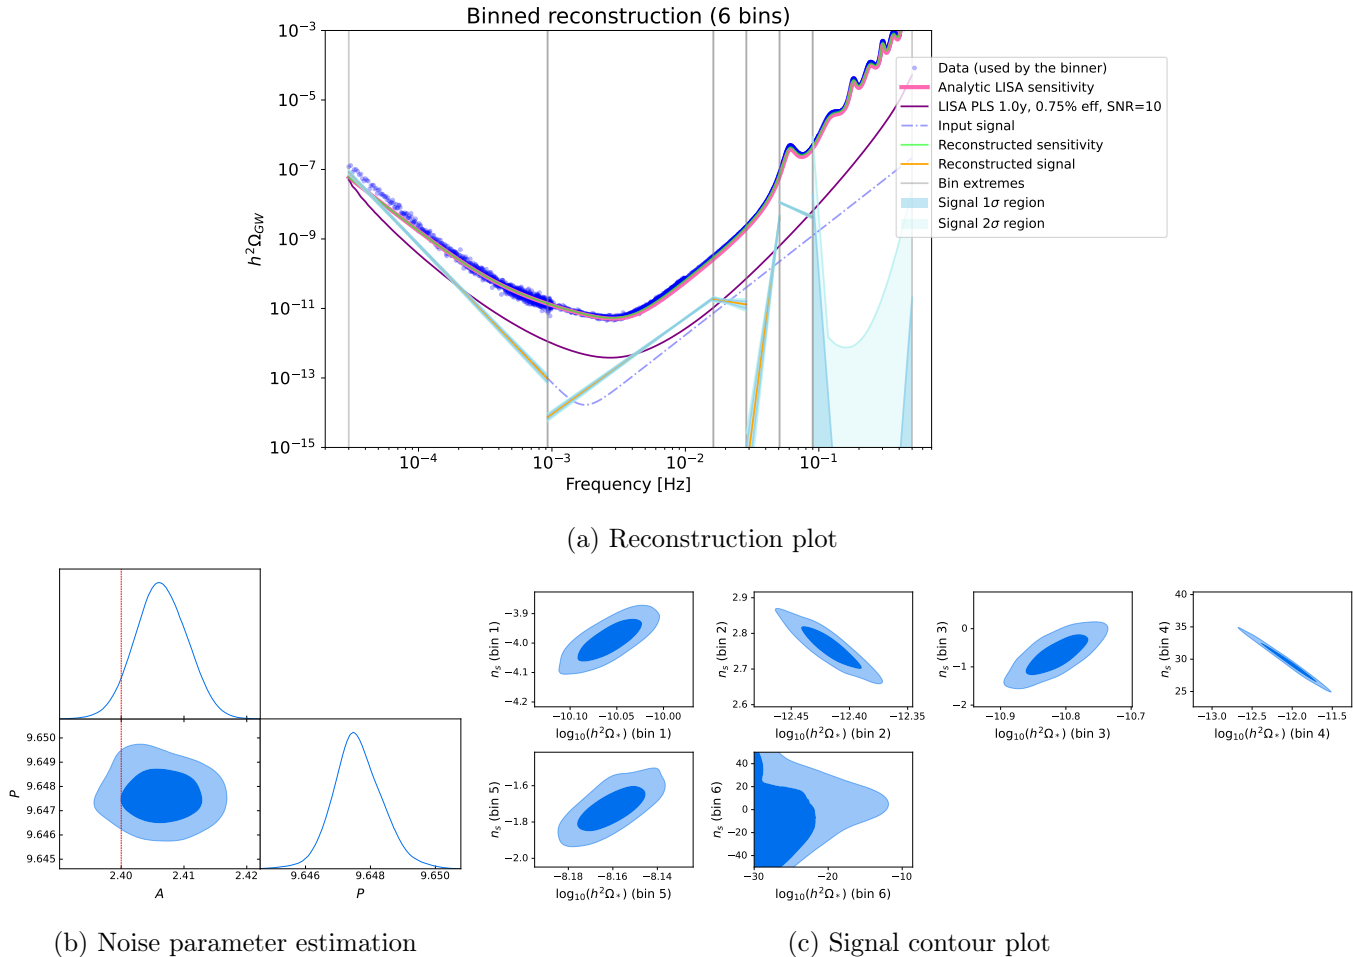 Binned reconstruction (6 bins)
10⁻³
10⁻⁵
10⁻⁷
10⁻⁹
10⁻¹¹
10⁻¹³
10⁻¹⁵
h²Ω_GW
10⁻⁴
10⁻³
10⁻²
10⁻¹
Frequency [Hz]
Data (used by the binner)
Analytic LISA sensitivity
LISA PLS 1.0y, 0.75% eff, SNR=10
Input signal
Reconstructed sensitivity
Reconstructed signal
Bin extremes
Signal 1σ region
Signal 2σ region
(a) Reconstruction plot
9.650
9.649
9.648
9.647
9.646
9.645
P
2.40
2.41
2.42
A
9.646
9.648
9.650
P
(b) Noise parameter estimation
−3.9
−4.0
−4.1
−4.2
n_s (bin 1)
−10.10
−10.05
−10.00
log₁₀(h²Ω_*) (bin 1)
2.9
2.8
2.7
2.6
n_s (bin 2)
−12.45
−12.40
−12.35
log₁₀(h²Ω_*) (bin 2)
0
−1
−2
n_s (bin 3)
−10.9
−10.8
−10.7
log₁₀(h²Ω_*) (bin 3)
40
35
30
25
n_s (bin 4)
−13.0
−12.5
−12.0
−11.5
log₁₀(h²Ω_*) (bin 4)
−1.6
−1.8
−2.0
n_s (bin 5)
−8.18
−8.16
−8.14
log₁₀(h²Ω_*) (bin 5)
40
20
0
−20
−40
n_s (bin 6)
−30
−20
−10
log₁₀(h²Ω_*) (bin 6)
(c) Signal contour plot